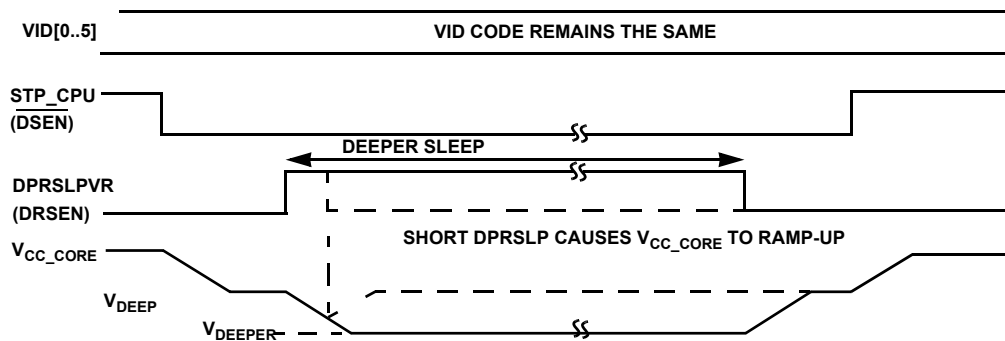 VID[0..5]
VID CODE REMAINS THE SAME
STP_CPU
(DSEN)
DEEPER SLEEP
DPRSLPVR
(DRSEN)
SHORT DPRSLP CAUSES VCC_CORE TO RAMP-UP
VCC_CORE
VDEEP
VDEEPER